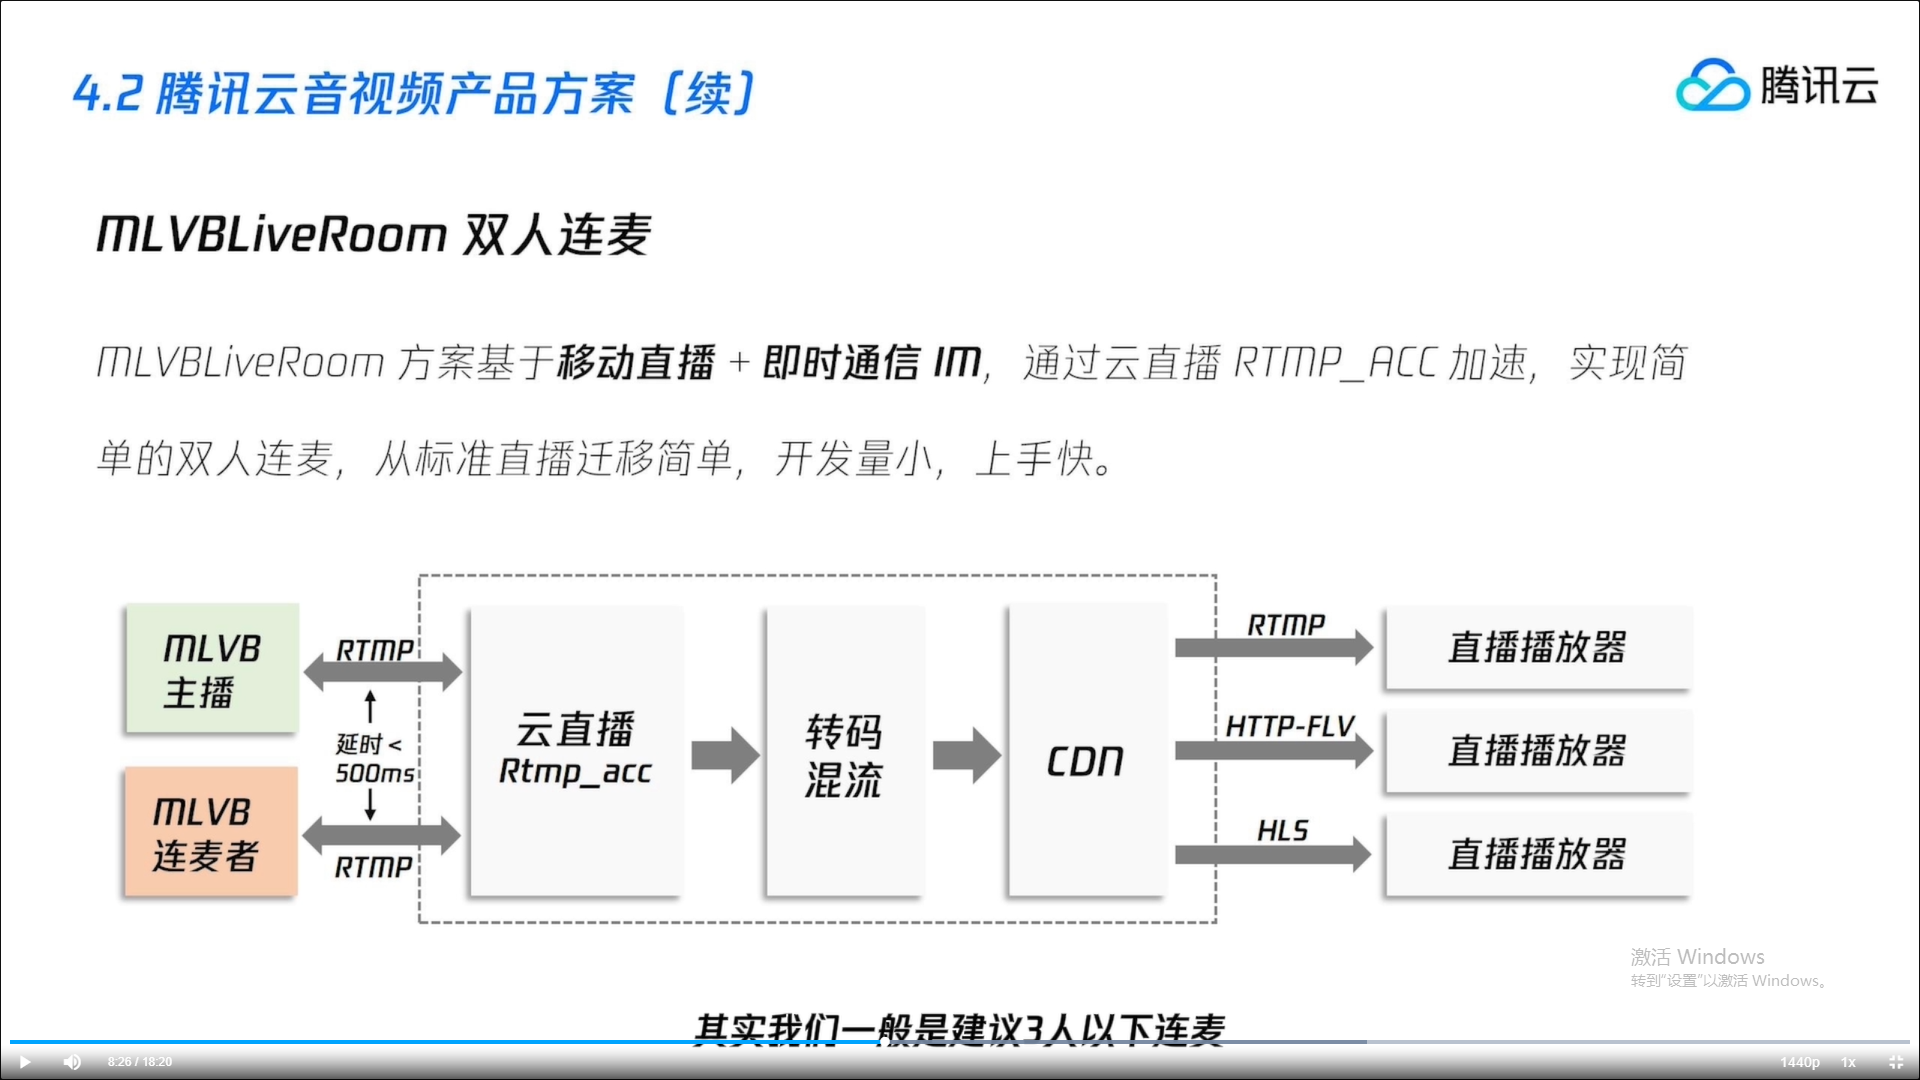 4.2 腾讯云音视频产品方案（续）
腾讯云
MLVBLiveRoom 双人连麦
MLVBLiveRoom 方案基于移动直播 + 即时通信 IM，通过云直播 RTMP_ACC 加速，实现简
单的双人连麦，从标准直播迁移简单，开发量小，上手快。
MLVB
主播
RTMP
延时 <
500ms
MLVB
连麦者
RTMP
云直播
Rtmp_acc
转码
混流
CDN
RTMP
直播播放器
HTTP-FLV
直播播放器
HLS
直播播放器
激活 Windows
转到“设置”以激活 Windows。
其实我们一般是建议3人以下连麦
8:26 / 18:20
1440p
1x